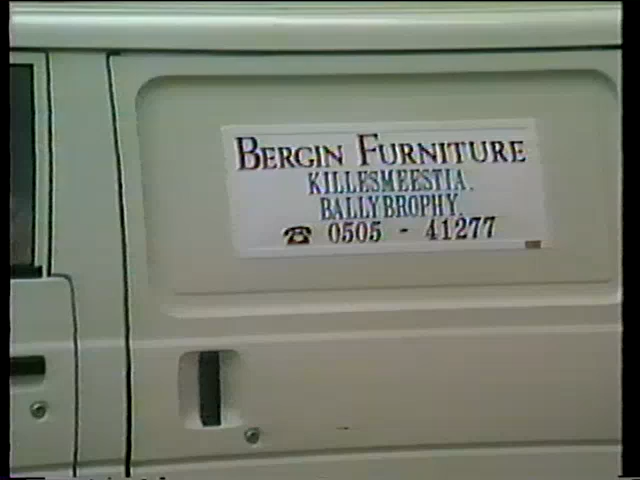 BERGIN FURNITURE
KILLESMEESTIA.
BALLYBROPHY.
☎ 0505 - 41277